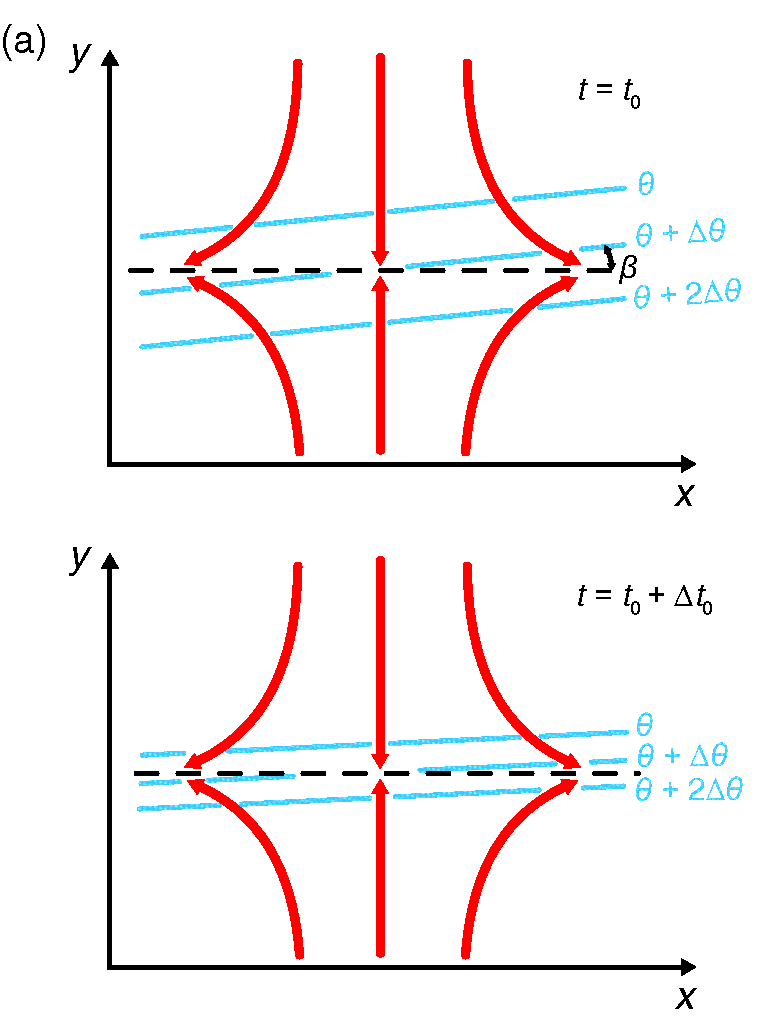 (a)
y
t = t₀
θ
θ + Δθ
β
θ + 2Δθ
x
y
t = t₀ + Δt₀
θ
θ + Δθ
θ + 2Δθ
x